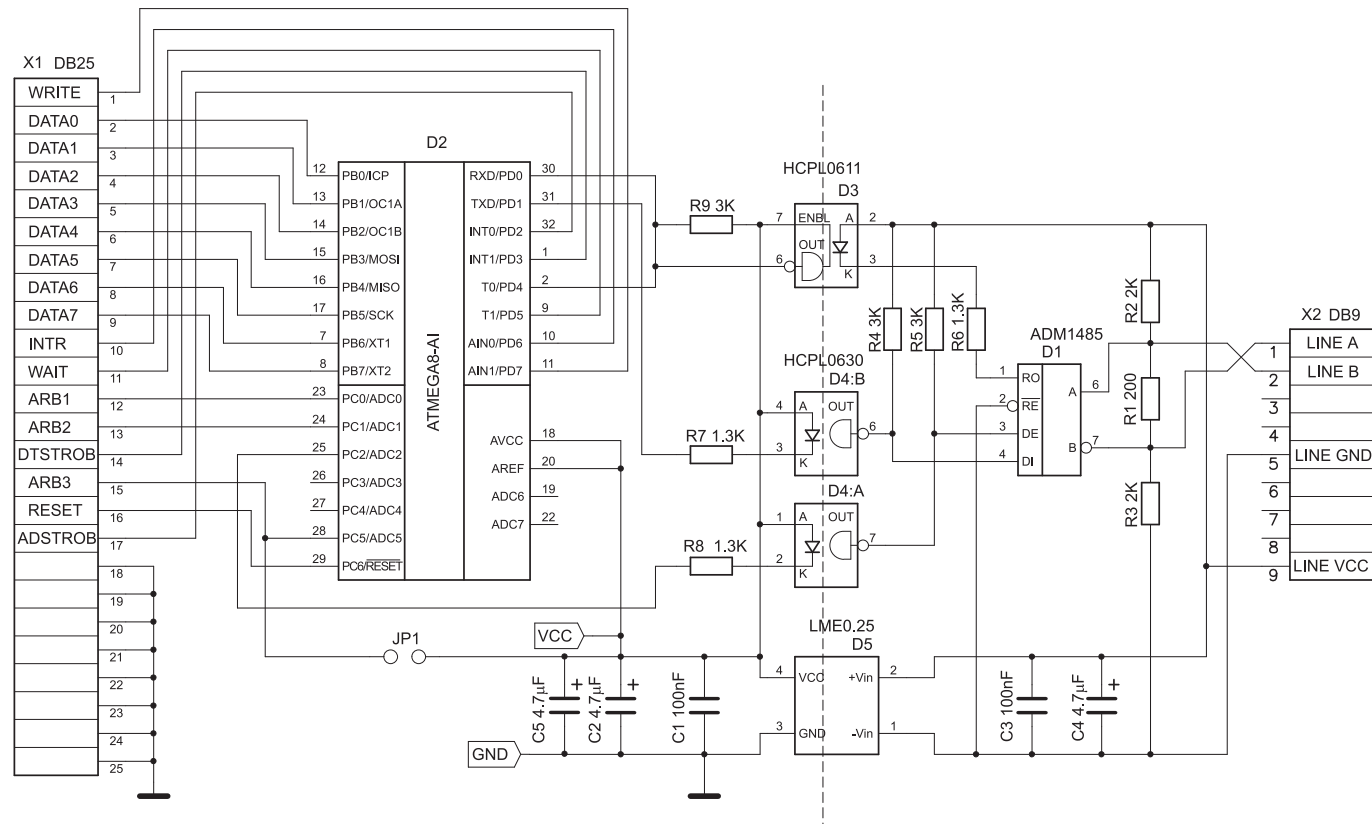 X1 DB25
WRITE 1
DATA0 2
DATA1 3
DATA2 4
DATA3 5
DATA4 6
DATA5 7
DATA6 8
DATA7 9
INTR 10
WAIT 11
ARB1 12
ARB2 13
DTSTROB 14
ARB3 15
RESET 16
ADSTROB 17
18
19
20
21
22
23
24
25
D2
ATMEGA8-AI
12 PB0/ICP
13 PB1/OC1A
14 PB2/OC1B
15 PB3/MOSI
16 PB4/MISO
17 PB5/SCK
7 PB6/XT1
8 PB7/XT2
23 PC0/ADC0
24 PC1/ADC1
25 PC2/ADC2
26 PC3/ADC3
27 PC4/ADC4
28 PC5/ADC5
29 PC6/RESET
RXD/PD0 30
TXD/PD1 31
INT0/PD2 32
INT1/PD3 1
T0/PD4 2
T1/PD5 9
AIN0/PD6 10
AIN1/PD7 11
AVCC 18
AREF 20
ADC6 19
ADC7 22
JP1
VCC
GND
C5 4.7µF +
C2 4.7µF +
C1 100nF
R9 3K
R7 1.3K
R8 1.3K
HCPL0611
D3
7 ENBL A 2
OUT
6 K 3
HCPL0630
D4:B
4 A OUT
6
3 K
D4:A
1 A OUT
7
2 K
LME0.25
D5
4 VCC +Vin 2
3 GND -Vin 1
R4 3K
R5 3K
R6 1.3K
ADM1485
D1
1 RO
2 RE
3 DE
4 DI
A 6
B 7
R2 2K
R1 200
R3 2K
C3 100nF
C4 4.7µF +
X2 DB9
1 LINE A
2 LINE B
3
4
5 LINE GND
6
7
8
9 LINE VCC